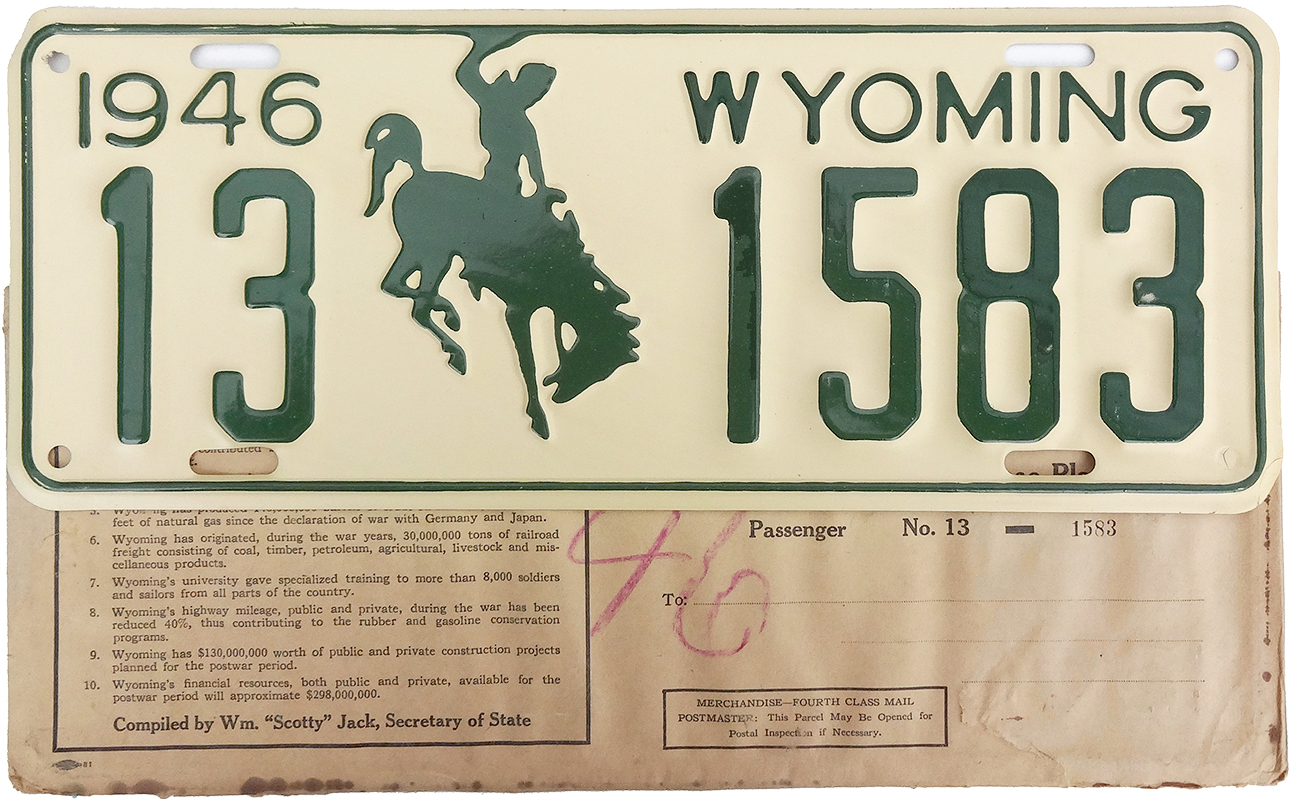 1946 WYOMING
13 1583
contributed
Pla
5. Wyoming has produced
feet of natural gas since the declaration of war with Germany and Japan.
6. Wyoming has originated, during the war years, 30,000,000 tons of railroad
freight consisting of coal, timber, petroleum, agricultural, livestock and mis-
cellaneous products.
7. Wyoming's university gave specialized training to more than 8,000 soldiers
and sailors from all parts of the country.
8. Wyoming's highway mileage, public and private, during the war has been
reduced 40%, thus contributing to the rubber and gasoline conservation
programs.
9. Wyoming has $130,000,000 worth of public and private construction projects
planned for the postwar period.
10. Wyoming's financial resources, both public and private, available for the
postwar period will approximate $298,000,000.
Compiled by Wm. “Scotty” Jack, Secretary of State
46
Passenger No. 13 — 1583
To:
MERCHANDISE—FOURTH CLASS MAIL
POSTMASTER: This Parcel May Be Opened for
Postal Inspection if Necessary.